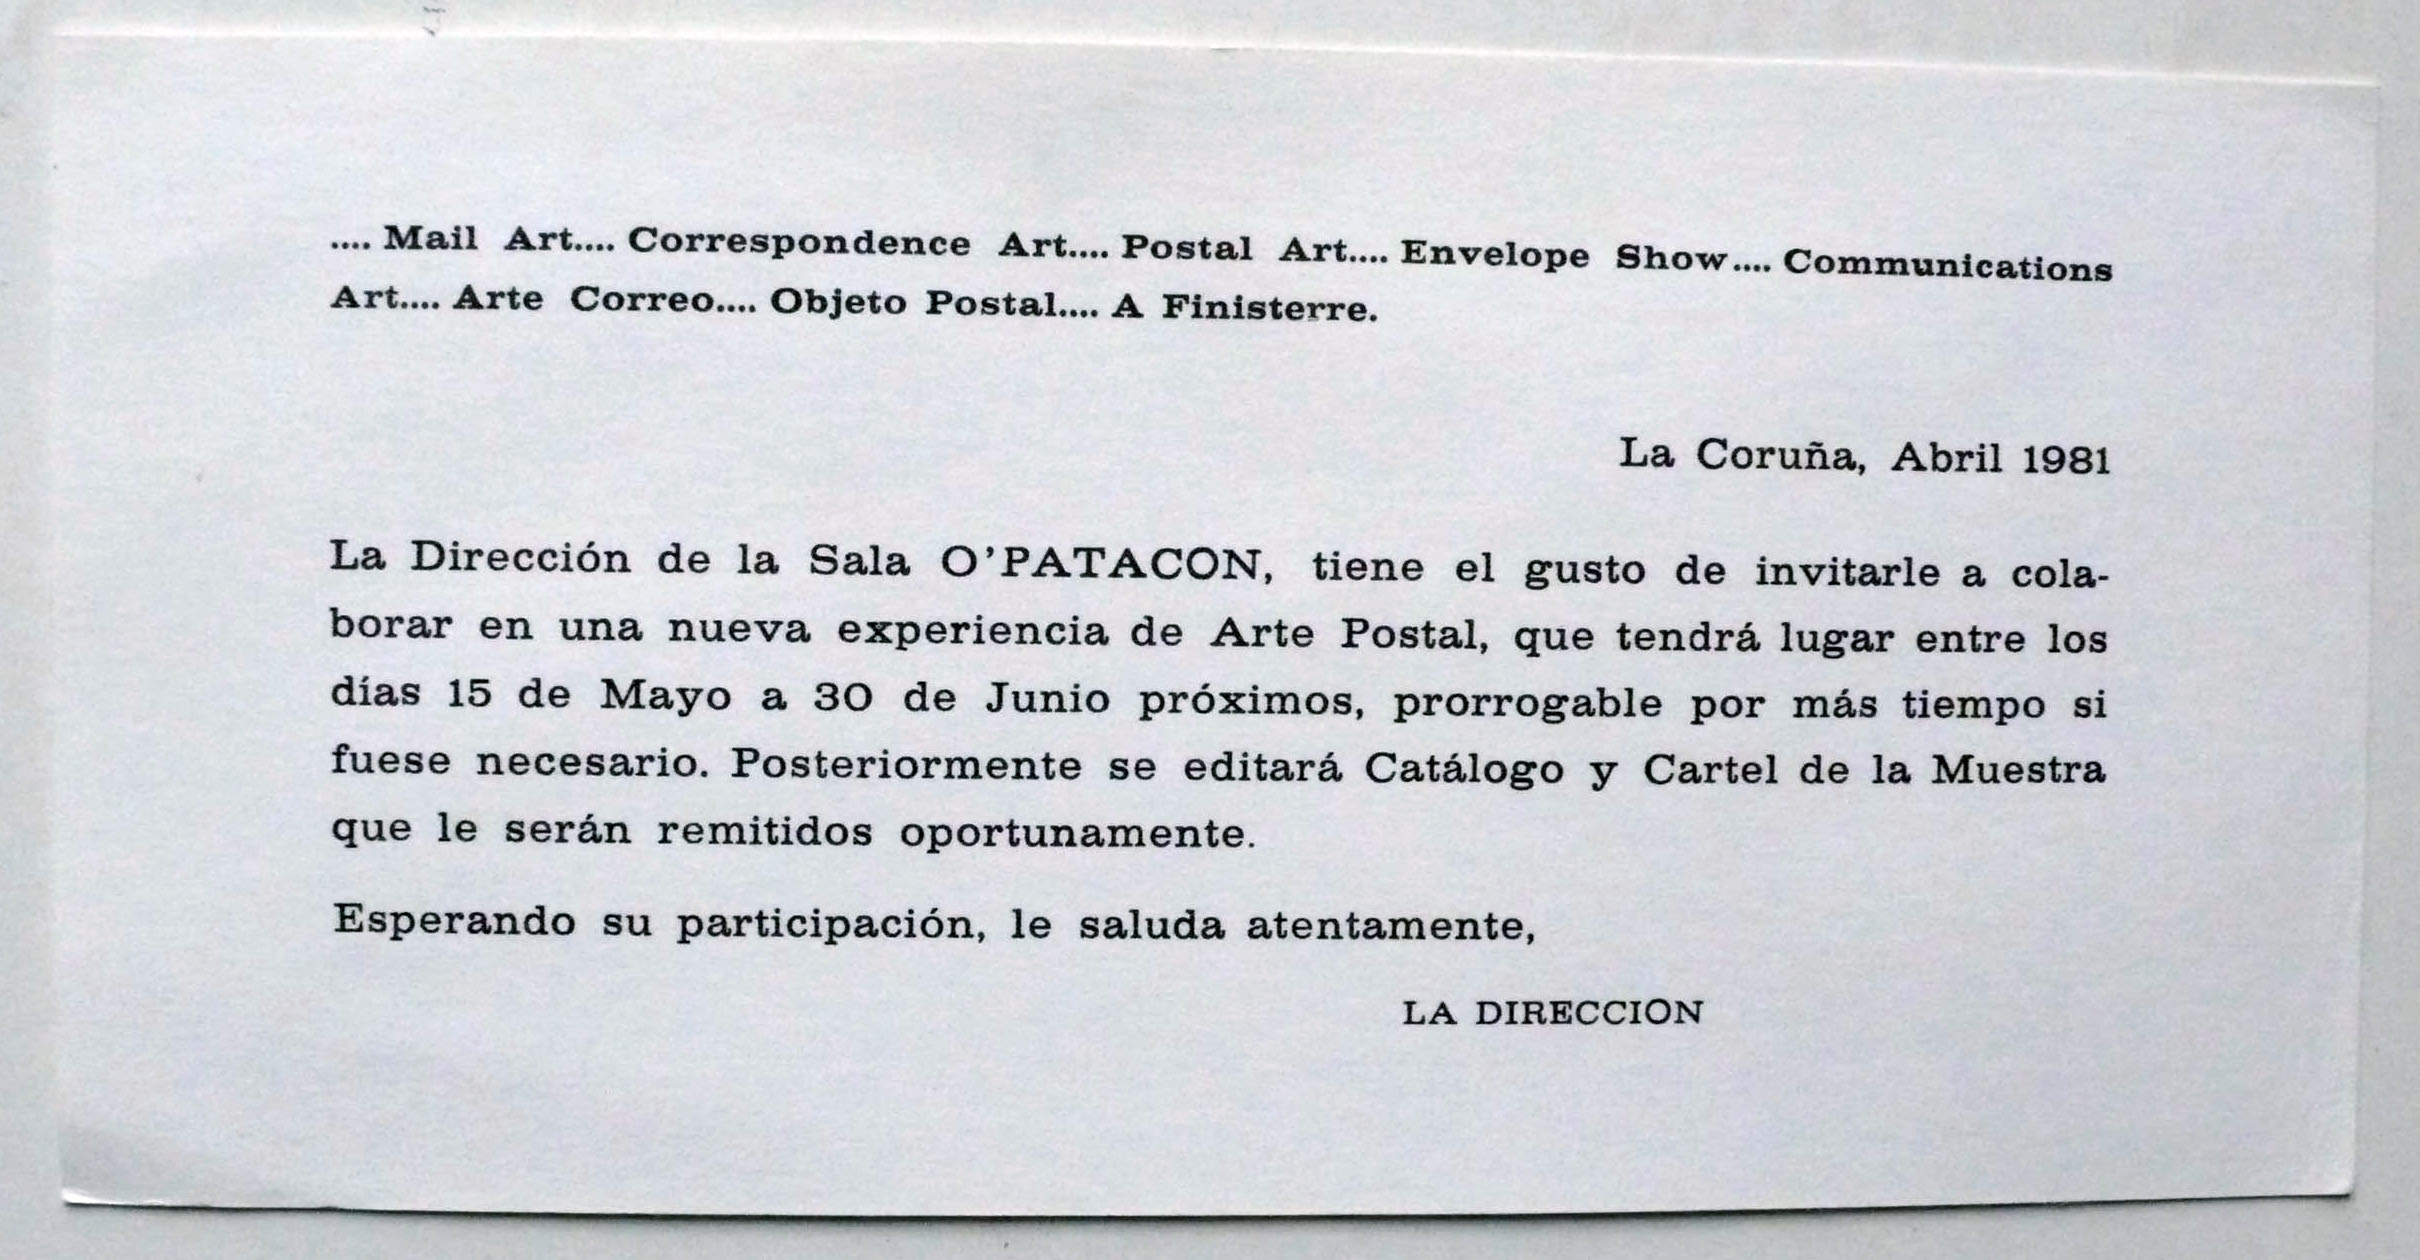 .... Mail Art.... Correspondence Art.... Postal Art.... Envelope Show.... Communications
Art.... Arte Correo.... Objeto Postal.... A Finisterre.
La Coruña, Abril 1981
La Dirección de la Sala O'PATACON, tiene el gusto de invitarle a cola-
borar en una nueva experiencia de Arte Postal, que tendrá lugar entre los
días 15 de Mayo a 30 de Junio próximos, prorrogable por más tiempo si
fuese necesario. Posteriormente se editará Catálogo y Cartel de la Muestra
que le serán remitidos oportunamente.
Esperando su participación, le saluda atentamente,
LA DIRECCION